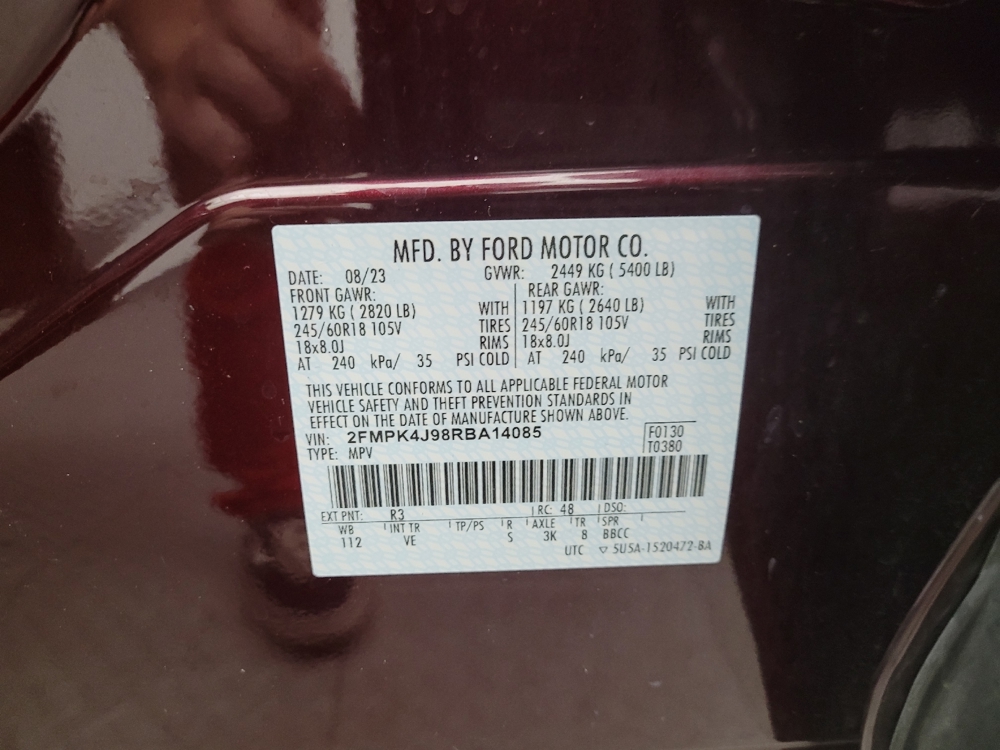 MFD. BY FORD MOTOR CO.
DATE: 08/23 GVWR: 2449 KG ( 5400 LB)
FRONT GAWR: REAR GAWR:
1279 KG ( 2820 LB) WITH 1197 KG ( 2640 LB) WITH
245/60R18 105V TIRES 245/60R18 105V TIRES
18x8.0J RIMS 18x8.0J RIMS
AT 240 kPa/ 35 PSI COLD AT 240 kPa/ 35 PSI COLD
THIS VEHICLE CONFORMS TO ALL APPLICABLE FEDERAL MOTOR
VEHICLE SAFETY AND THEFT PREVENTION STANDARDS IN
EFFECT ON THE DATE OF MANUFACTURE SHOWN ABOVE.
VIN: 2FMPK4J98RBA14085 F0130
TYPE: MPV T0380
EXT PNT: R3 RC: 48 DSO:
WB INT TR TP/PS R AXLE TR SPR
112 VE S 3K 8 BBCC
UTC ▽ 5U5A-1520472-BA